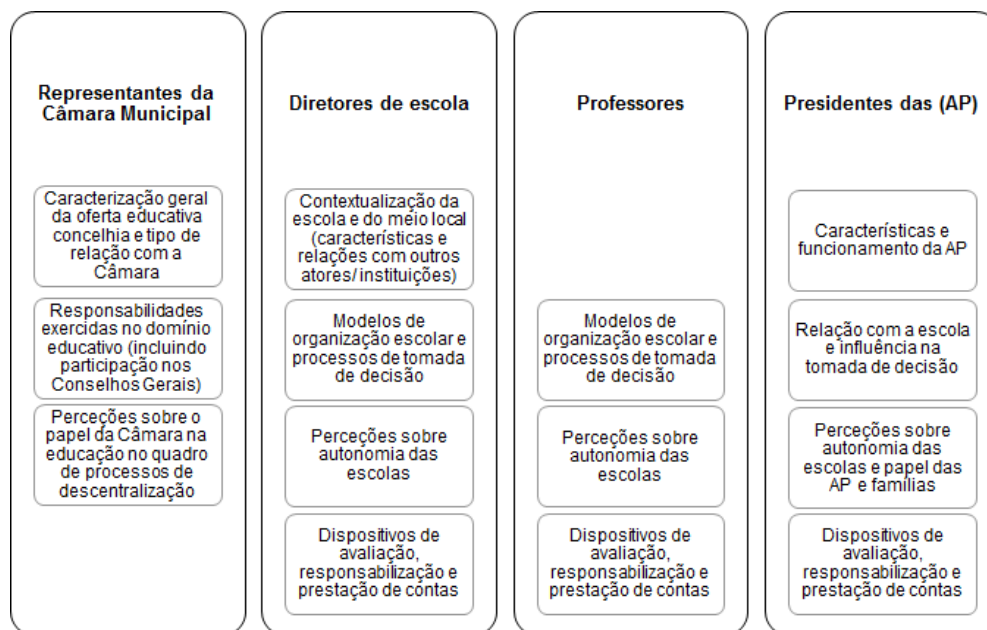 Representantes da
Câmara Municipal
Caracterização geral
da oferta educativa
concelhia e tipo de
relação com a
Câmara
Responsabilidades
exercidas no domínio
educativo (incluindo
participação nos
Conselhos Gerais)
Perceções sobre o
papel da Câmara na
educação no quadro
de processos de
descentralização
Diretores de escola
Contextualização da
escola e do meio local
(características e
relações com outros
atores/ instituições)
Modelos de
organização escolar e
processos de tomada
de decisão
Perceções sobre
autonomia das
escolas
Dispositivos de
avaliação,
responsabilização e
prestação de contas
Professores
Modelos de
organização escolar e
processos de tomada
de decisão
Perceções sobre
autonomia das
escolas
Dispositivos de
avaliação,
responsabilização e
prestação de contas
Presidentes das (AP)
Características e
funcionamento da AP
Relação com a escola
e influência na
tomada de decisão
Perceções sobre
autonomia das
escolas e papel das
AP e famílias
Dispositivos de
avaliação,
responsabilização e
prestação de contas